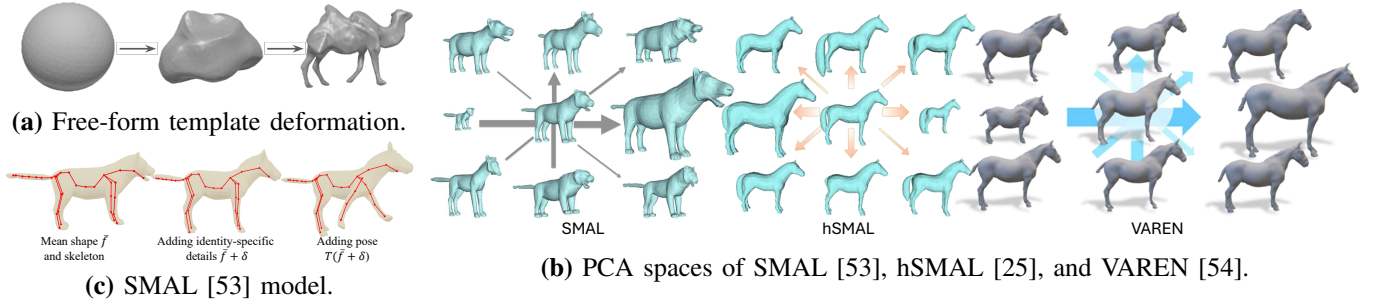 (a) Free-form template deformation.
Mean shape f̄
and skeleton
Adding identity-specific
details f̄ + δ
Adding pose
T(f̄ + δ)
(c) SMAL [53] model.
SMAL
hSMAL
VAREN
(b) PCA spaces of SMAL [53], hSMAL [25], and VAREN [54].